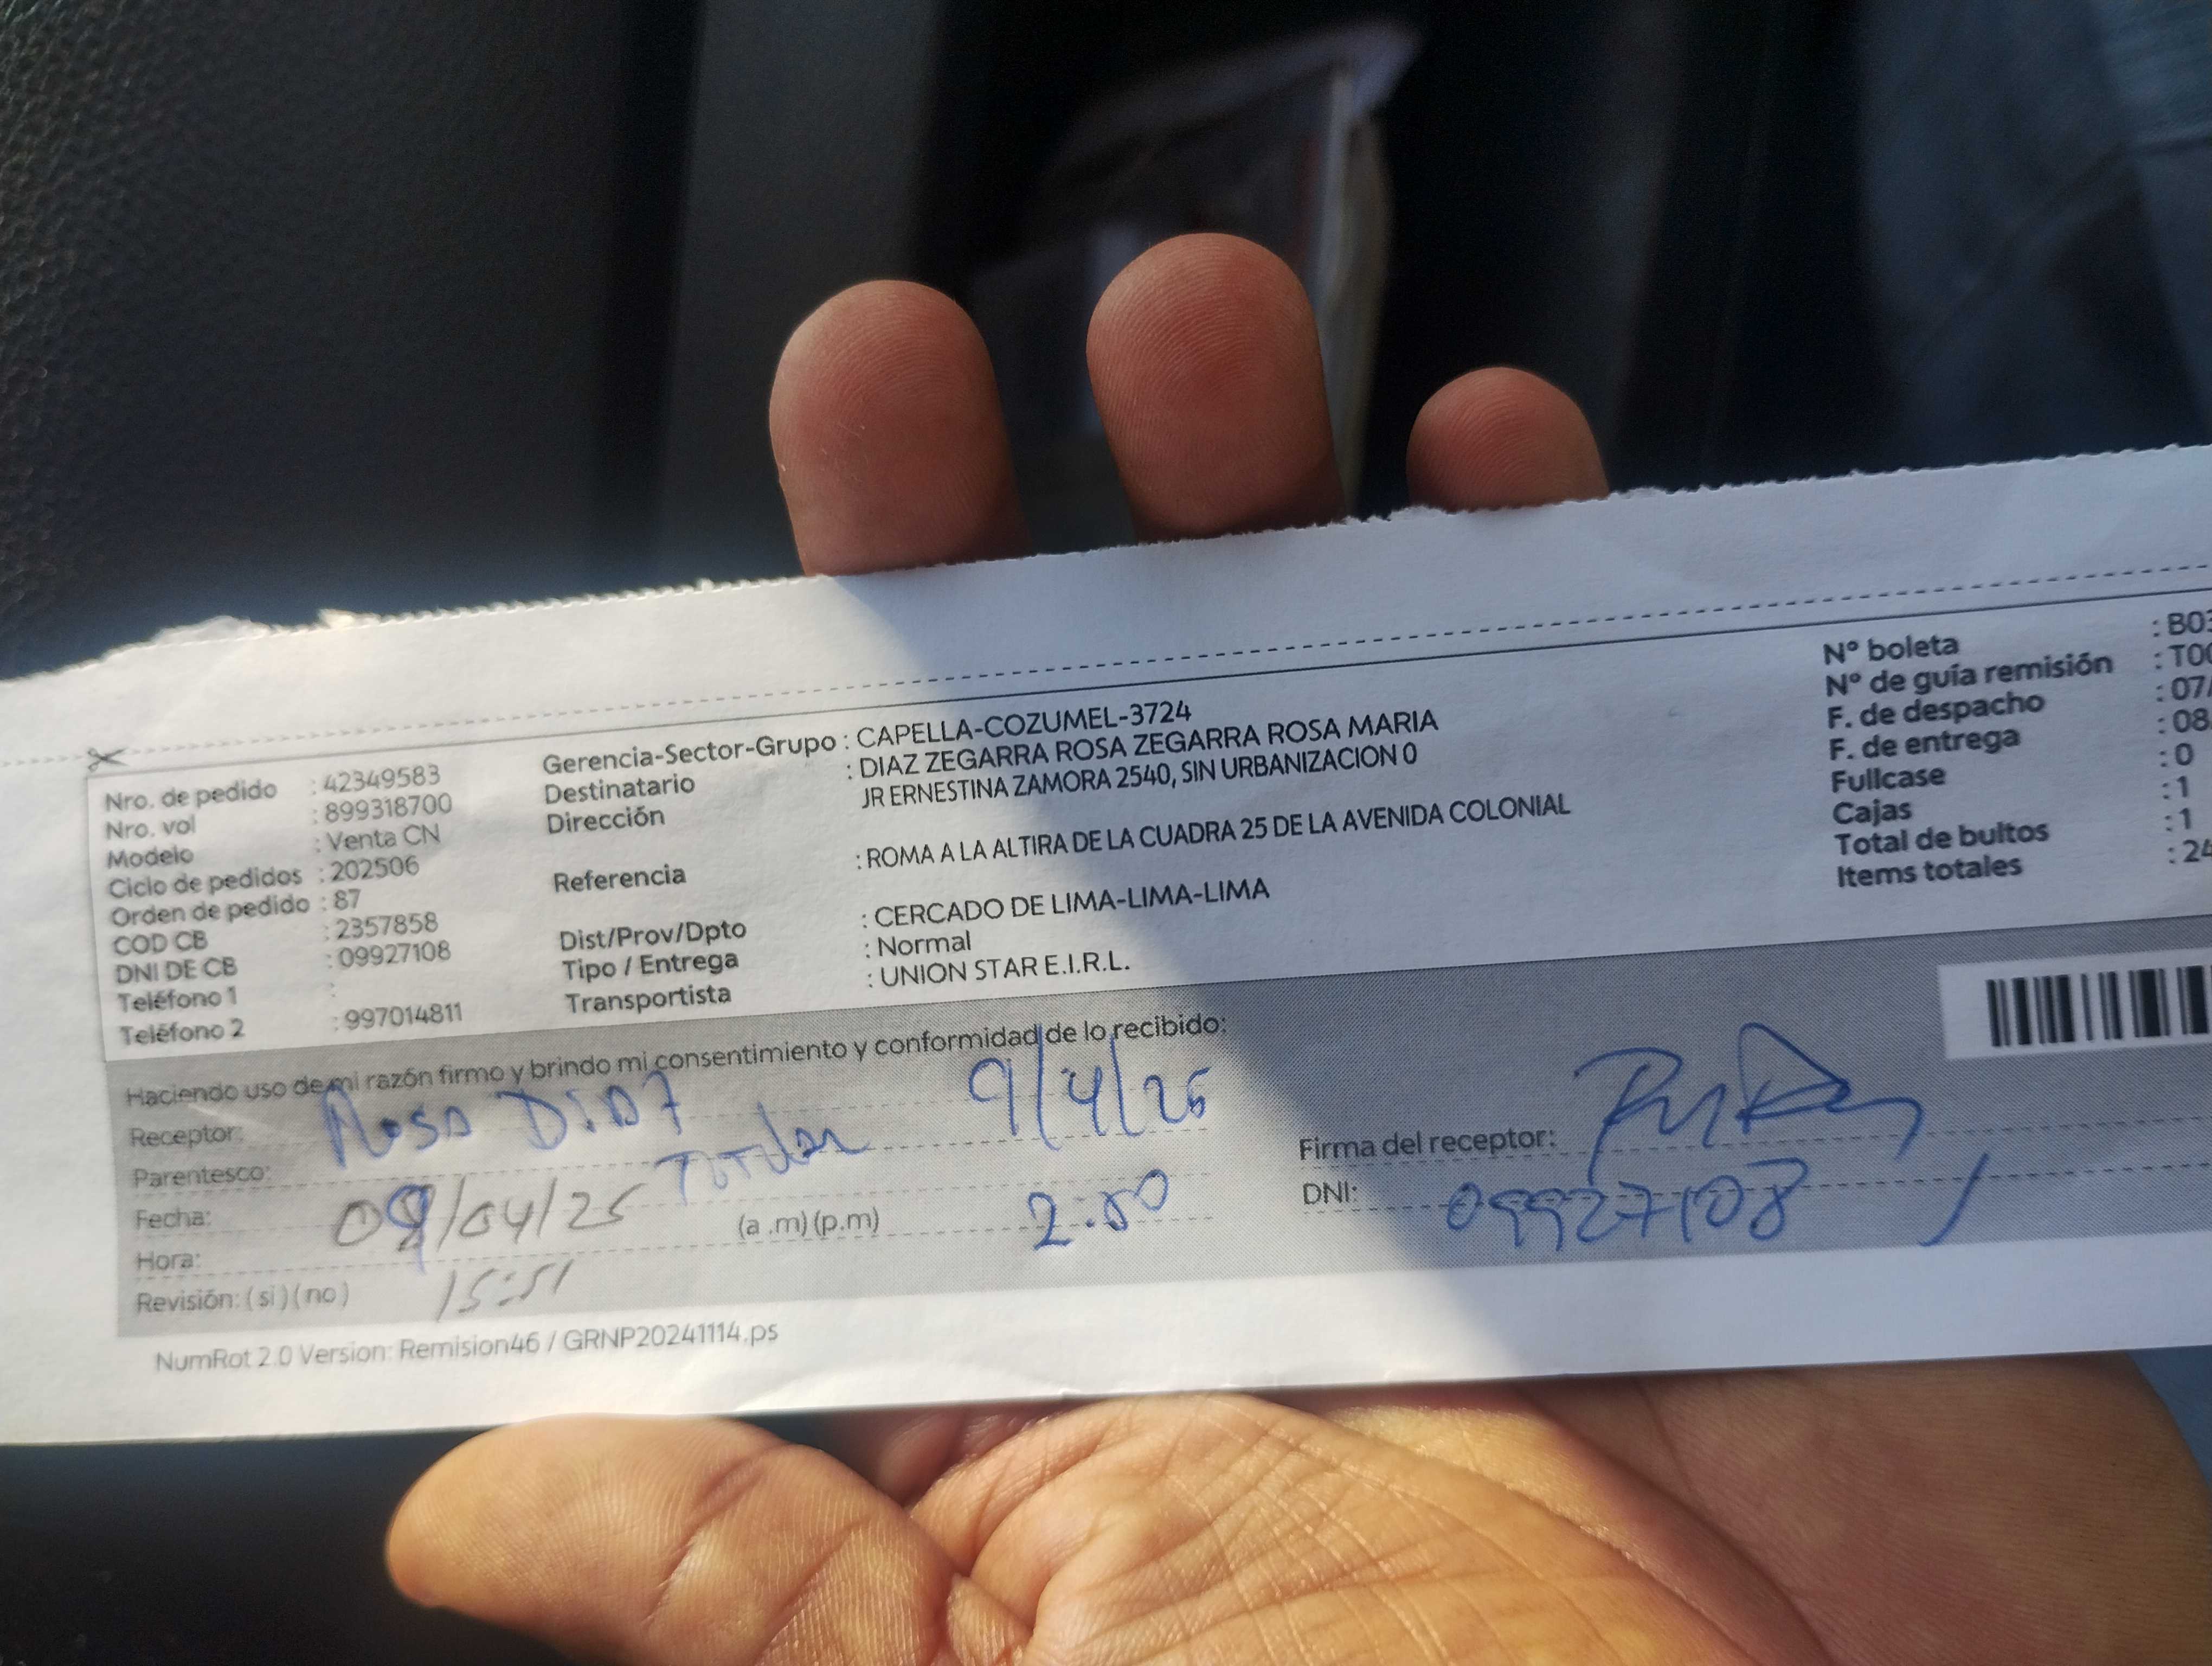 Nro. de pedido : 42349583
Nro. vol : 899318700
Modelo : Venta CN
Ciclo de pedidos : 202506
Orden de pedido : 87
COD CB : 2357858
DNI DE CB : 09927108
Teléfono 1 :
Teléfono 2 : 997014811
Gerencia-Sector-Grupo : CAPELLA-COZUMEL-3724
Destinatario : DIAZ ZEGARRA ROSA ZEGARRA ROSA MARIA
Dirección JR ERNESTINA ZAMORA 2540, SIN URBANIZACION 0
Referencia : ROMA A LA ALTIRA DE LA CUADRA 25 DE LA AVENIDA COLONIAL
Dist/Prov/Dpto : CERCADO DE LIMA-LIMA-LIMA
Tipo / Entrega : Normal
Transportista : UNION STAR E.I.R.L.
N° boleta : B03
N° de guía remisión : T00
F. de despacho : 07/
F. de entrega : 08
Fullcase : 0
Cajas : 1
Total de bultos : 1
Items totales : 24
Haciendo uso de mi razón firmo y brindo mi consentimiento y conformidad de lo recibido:
Receptor: Rosa Diaz 9/4/25
Parentesco: Titular
Fecha: 09/04/25
Hora: (a .m) (p.m) 2:00
Revisión: ( si ) ( no ) 15:51
Firma del receptor:
DNI: 09927108
NumRot 2.0 Version: Remision46 / GRNP20241114.ps